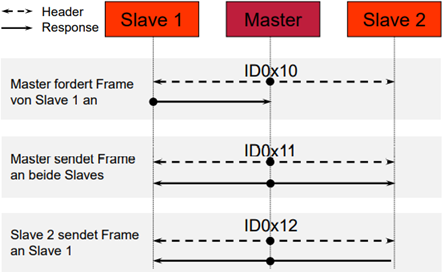 Header
Response
Slave 1
Master
Slave 2
ID0x10
Master fordert Frame
von Slave 1 an
ID0x11
Master sendet Frame
an beide Slaves
ID0x12
Slave 2 sendet Frame
an Slave 1